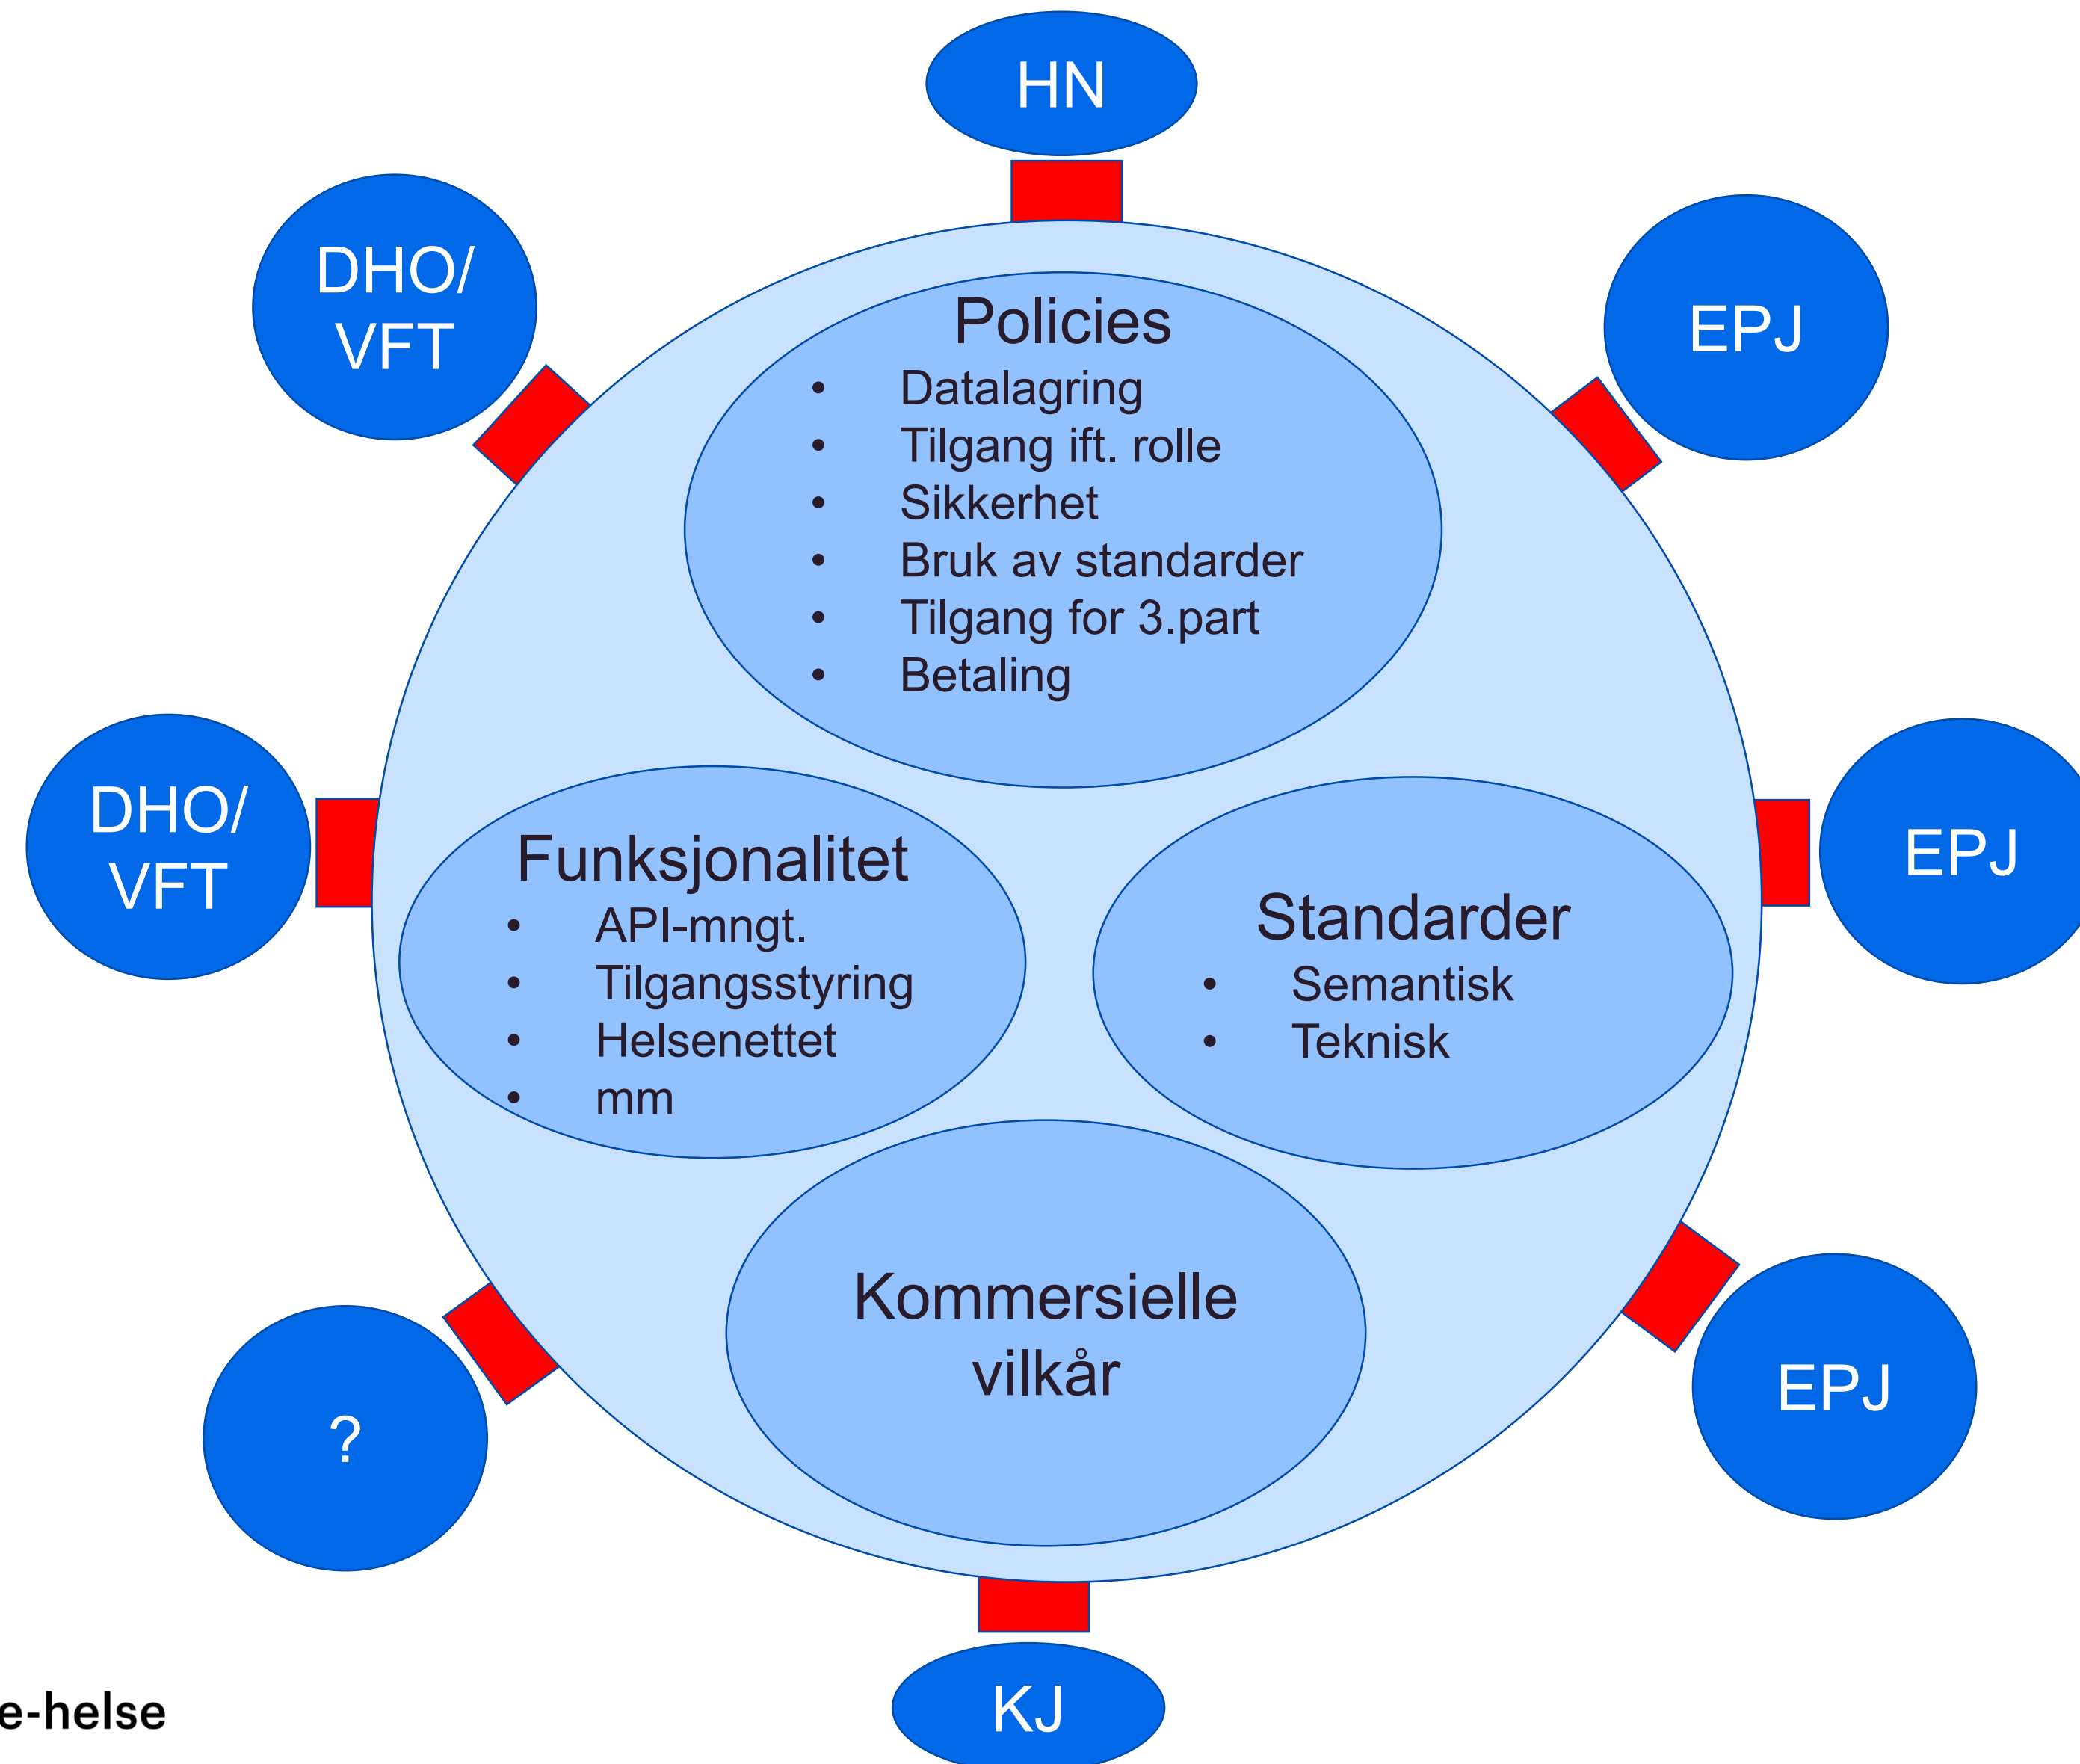 HN
DHO/
VFT
EPJ
Policies
• Datalagring
• Tilgang ift. rolle
• Sikkerhet
• Bruk av standarder
• Tilgang for 3.part
• Betaling
DHO/
VFT
Funksjonalitet
• API-mngt.
• Tilgangsstyring
• Helsenettet
• mm
Standarder
• Semantisk
• Teknisk
EPJ
Kommersielle
vilkår
?
EPJ
KJ
e-helse